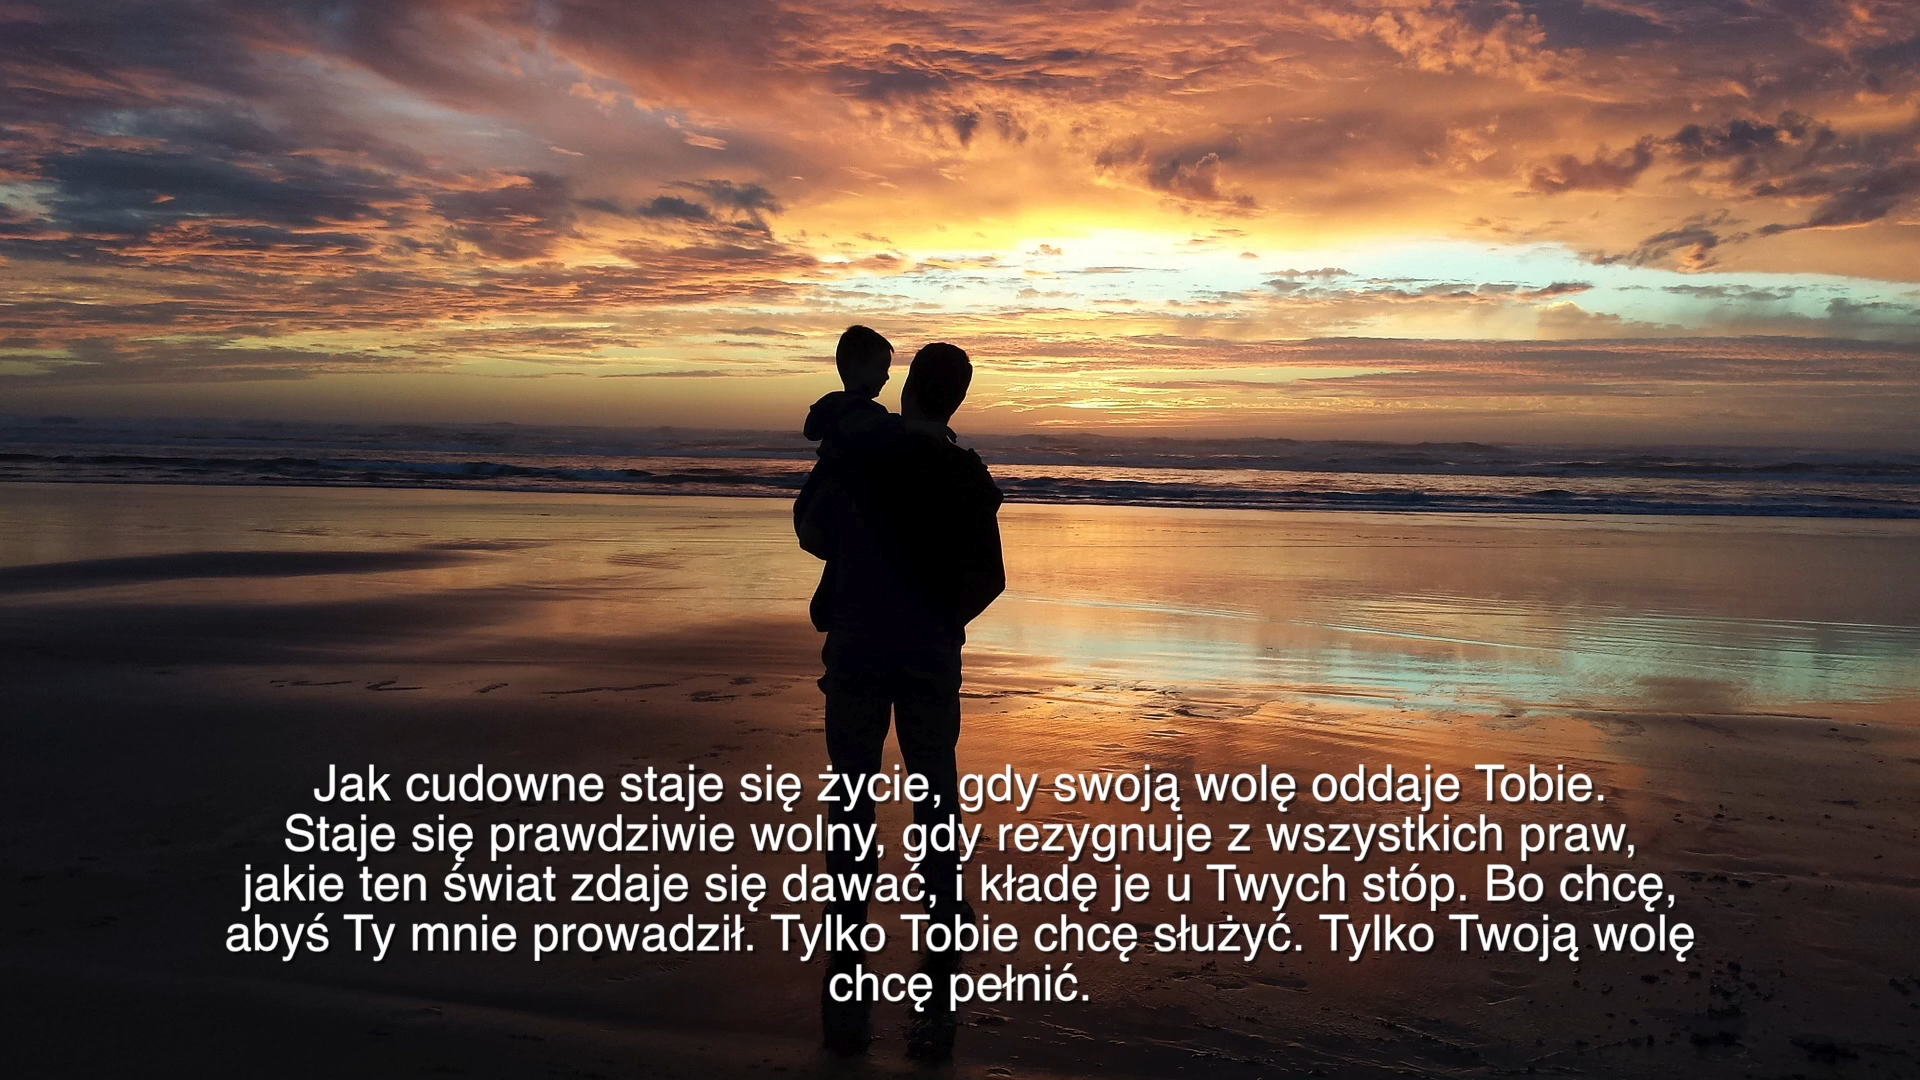 Jak cudowne staje się życie, gdy swoją wolę oddaje Tobie.
Staje się prawdziwie wolny, gdy rezygnuje z wszystkich praw,
jakie ten świat zdaje się dawać, i kładę je u Twych stóp. Bo chcę,
abyś Ty mnie prowadził. Tylko Tobie chcę służyć. Tylko Twoją wolę
chcę pełnić.